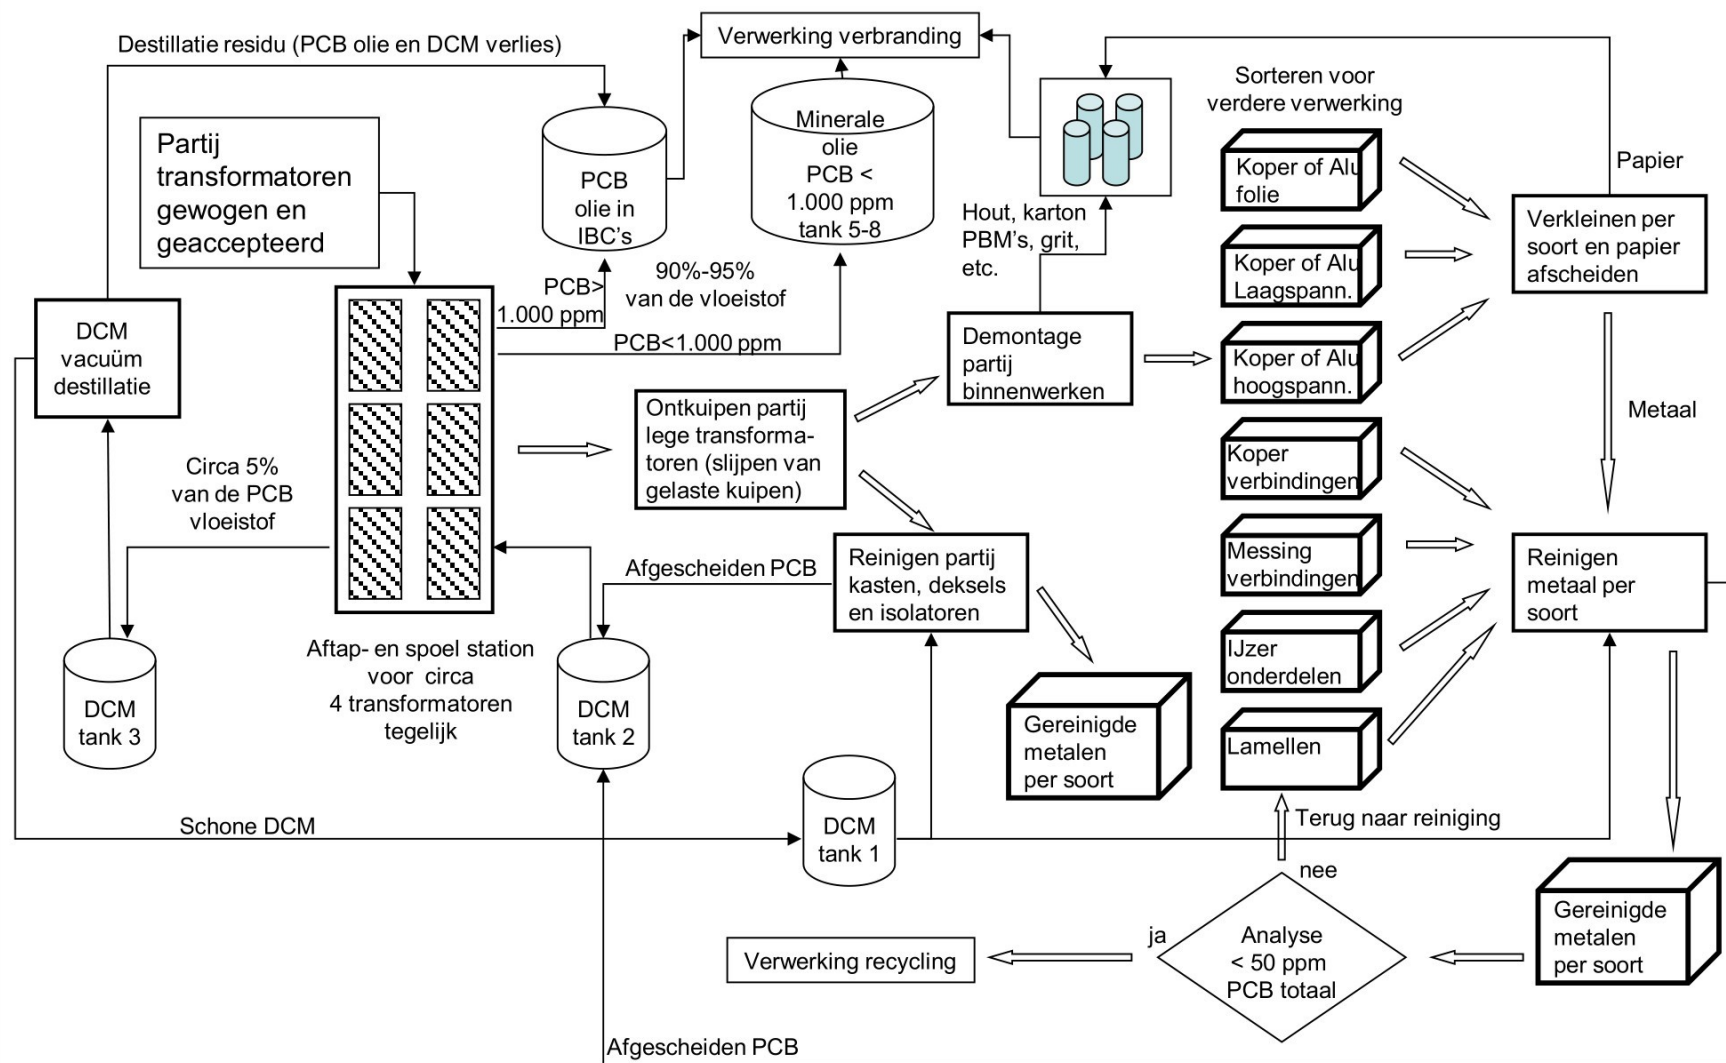 Destillatie residu (PCB olie en DCM verlies)
Verwerking verbranding
Partij
transformatoren
gewogen en
geaccepteerd
PCB
olie in
IBC's
Minerale
olie
PCB <
1.000 ppm
tank 5-8
Hout, karton
PBM's, grit,
etc.
Sorteren voor
verdere verwerking
Koper of Alu
folie
Koper of Alu
Laagspann.
Koper of Alu
hoogspann.
Koper
verbindingen
Messing
verbindingen
IJzer
onderdelen
Lamellen
Papier
Verkleinen per
soort en papier
afscheiden
Metaal
Reinigen
metaal per
soort
DCM
vacuüm
destillatie
PCB>
1.000 ppm
90%-95%
van de vloeistof
PCB<1.000 ppm
Demontage
partij
binnenwerken
Ontkuipen partij
lege transforma-
toren (slijpen van
gelaste kuipen)
Circa 5%
van de PCB
vloeistof
Afgescheiden PCB
Reinigen partij
kasten, deksels
en isolatoren
Aftap- en spoel station
voor circa
4 transformatoren
tegelijk
DCM
tank 3
DCM
tank 2
Gereinigde
metalen
per soort
Schone DCM
DCM
tank 1
Terug naar reiniging
nee
ja
Analyse
< 50 ppm
PCB totaal
Gereinigde
metalen
per soort
Verwerking recycling
Afgescheiden PCB